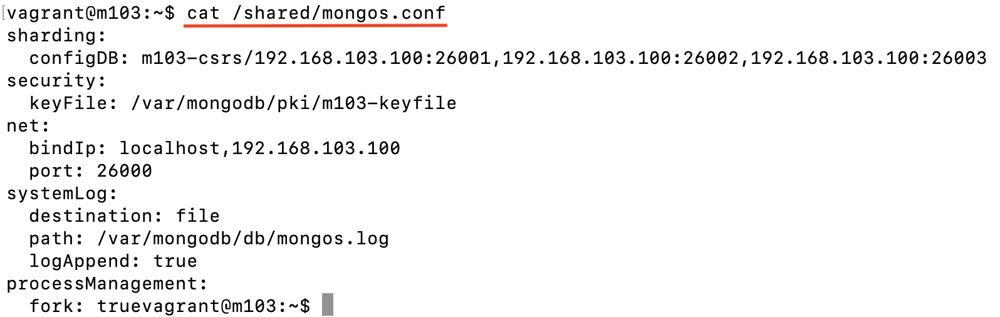 [vagrant@m103:~$ cat /shared/mongos.conf
sharding:
  configDB: m103-csrs/192.168.103.100:26001,192.168.103.100:26002,192.168.103.100:26003
security:
  keyFile: /var/mongodb/pki/m103-keyfile
net:
  bindIp: localhost,192.168.103.100
  port: 26000
systemLog:
  destination: file
  path: /var/mongodb/db/mongos.log
  logAppend: true
processManagement:
  fork: truevagrant@m103:~$